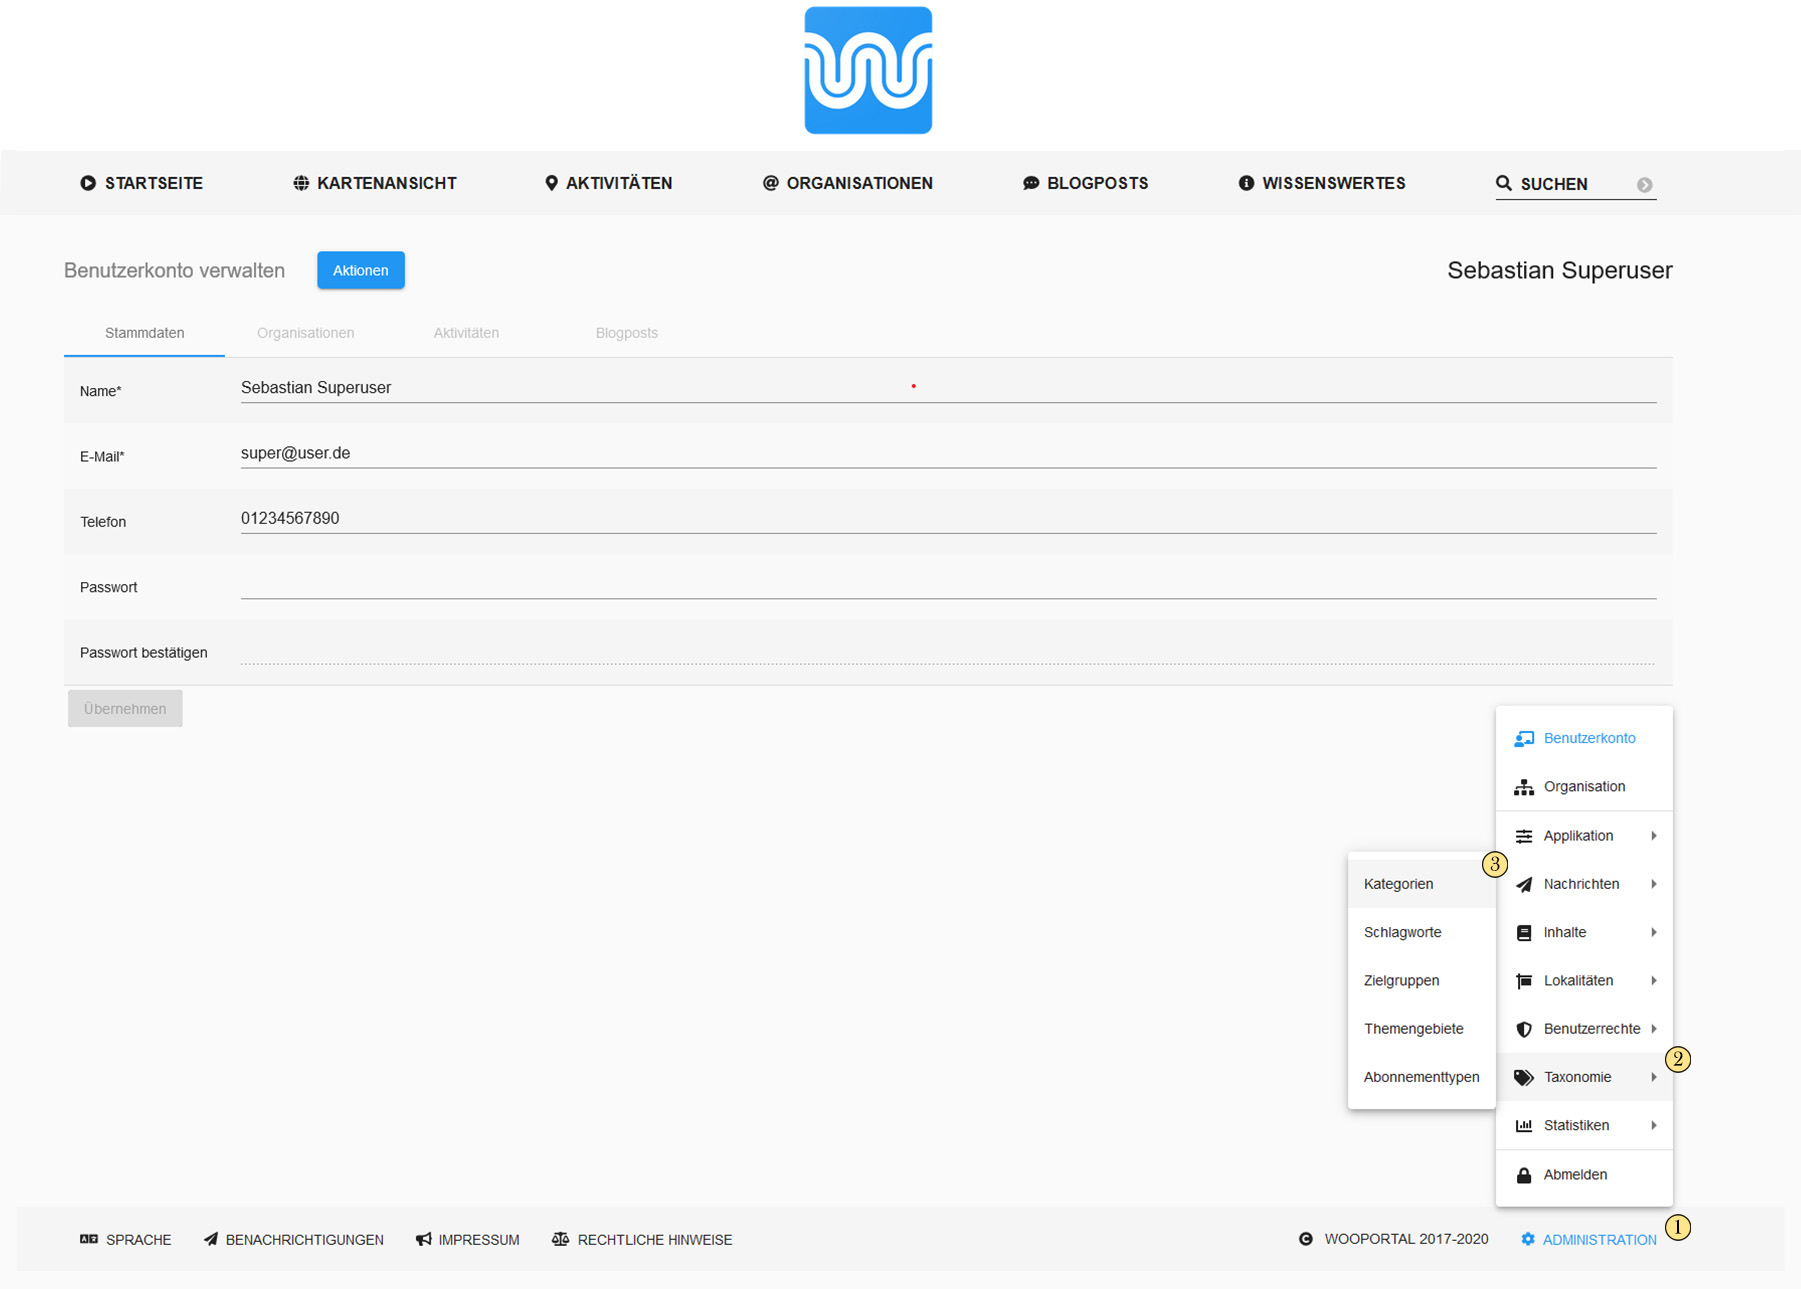 STARTSEITE KARTENANSICHT AKTIVITÄTEN ORGANISATIONEN BLOGPOSTS WISSENSWERTES SUCHEN
Benutzerkonto verwalten Aktionen Sebastian Superuser
Stammdaten Organisationen Aktivitäten Blogposts
Name* Sebastian Superuser
E-Mail* super@user.de
Telefon 01234567890
Passwort
Passwort bestätigen
Übernehmen
Benutzerkonto
Organisation
Applikation
Nachrichten
Inhalte
Lokalitäten
Benutzerrechte
Taxonomie 2
Statistiken
Abmelden
3
Kategorien
Schlagworte
Zielgruppen
Themengebiete
Abonnementtypen
SPRACHE BENACHRICHTIGUNGEN IMPRESSUM RECHTLICHE HINWEISE WOOPORTAL 2017-2020 ADMINISTRATION 1